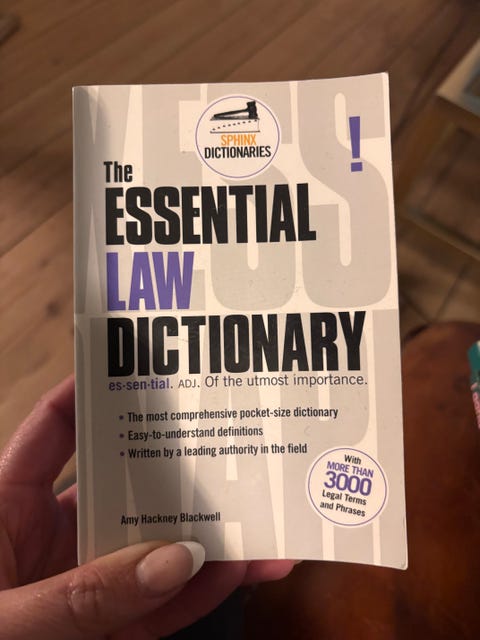 SPHINX
DICTIONARIES
!
The
ESSENTIAL
LAW
DICTIONARY
es·sen·tial. ADJ. Of the utmost importance.
• The most comprehensive pocket-size dictionary
• Easy-to-understand definitions
• Written by a leading authority in the field
With
MORE THAN
3000
Legal Terms
and Phrases
Amy Hackney Blackwell